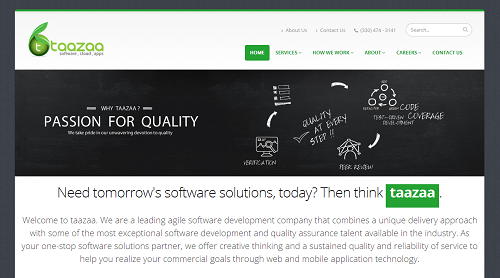 taazaa
software, cloud, apps
About Us
Contact Us
(330) 474 - 3141
Search...
HOME
SERVICES
HOW WE WORK
ABOUT
CAREERS
CONTACT US
WHY TAAZAA ?
PASSION FOR QUALITY
We take pride in our unwavering devotion to quality
QUALITY
AT EVERY
STEP !!
VERIFICATION
PEER REVIEW
CODE
COVERAGE
TEST-DRIVEN
DEVELOPMENT
Need tomorrow's software solutions, today? Then think taazaa.
Welcome to taazaa. We are a leading agile software development company that combines a unique delivery approach
with some of the most exceptional software development and quality assurance talent available in the industry. As
your one-stop software solutions partner, we offer creative thinking and a sustained quality and reliability of service to
help you realize your commercial goals through web and mobile application technology.